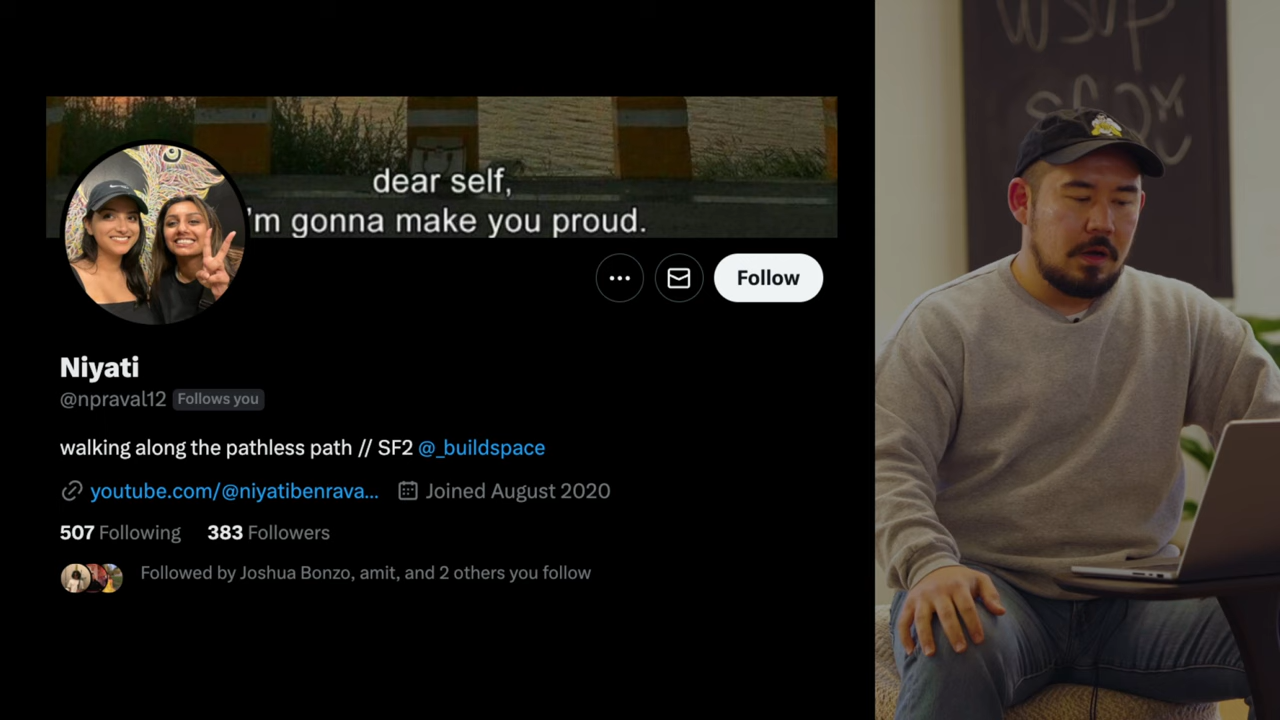 dear self,
'm gonna make you proud.
Follow
Niyati
@npraval12 Follows you
walking along the pathless path // SF2 @_buildspace
youtube.com/@niyatibenrava... Joined August 2020
507 Following 383 Followers
Followed by Joshua Bonzo, amit, and 2 others you follow
wsup